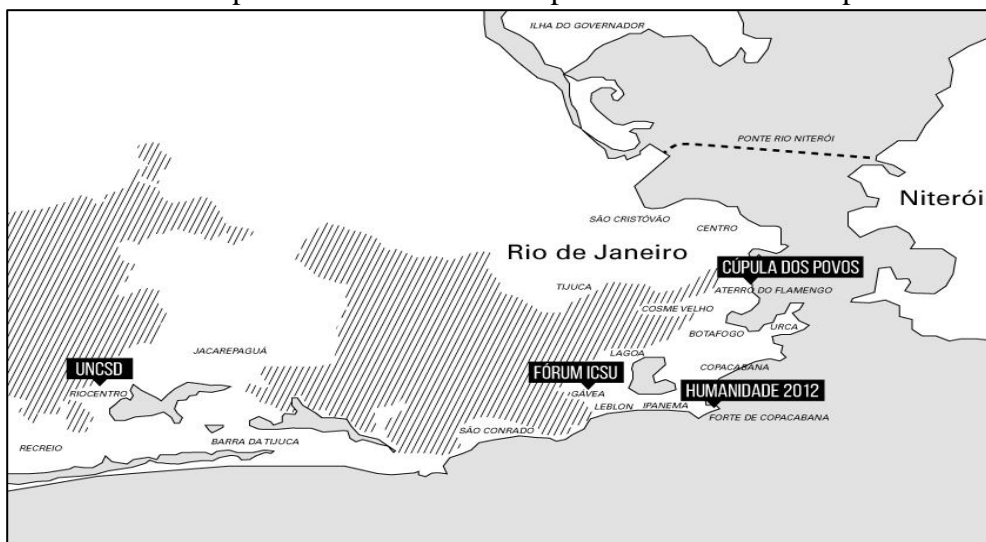 ILHA DO GOVERNADOR
PONTE RIO NITERÓI
Niterói
SÃO CRISTÓVÃO
CENTRO
Rio de Janeiro
CÚPULA DOS POVOS
TIJUCA
ATERRO DO FLAMENGO
COSME VELHO
BOTAFOGO
URCA
JACAREPAGUÁ
LAGOA
UNCSD
FÓRUM ICSU
COPACABANA
RIOCENTRO
GÁVEA
HUMANIDADE 2012
LEBLON
IPANEMA
FORTE DE COPACABANA
SÃO CONRADO
RECREIO
BARRA DA TIJUCA